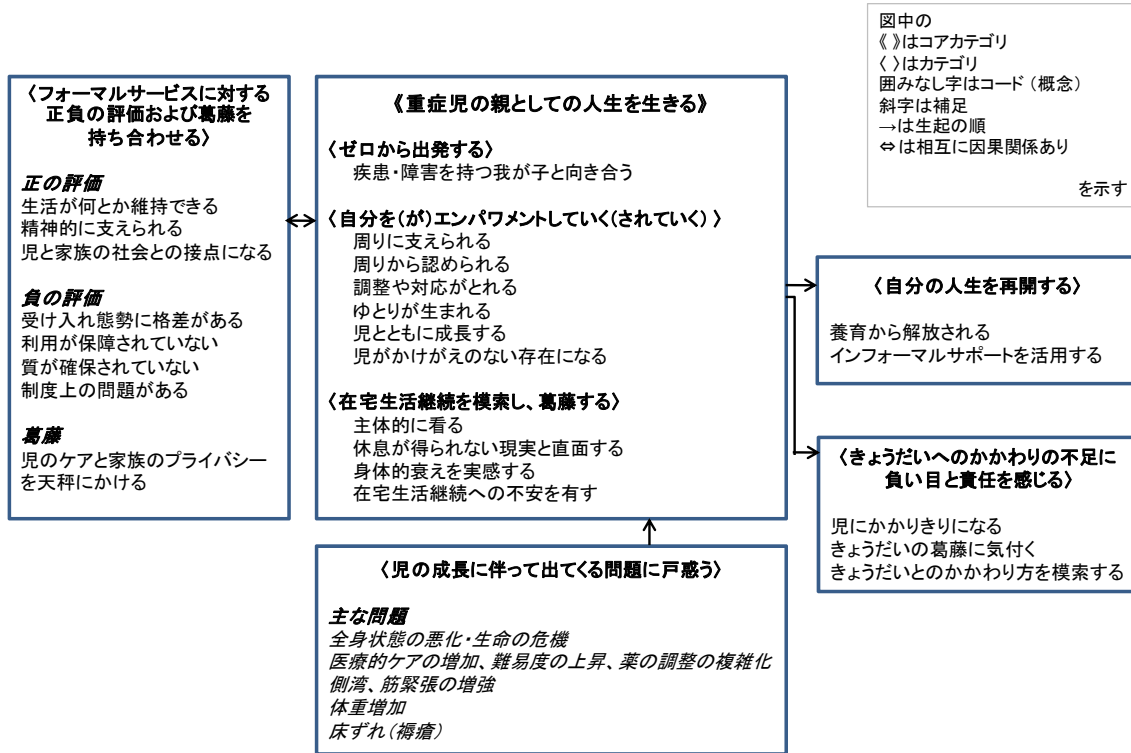 図中の
《 》はコアカテゴリ
〈 〉はカテゴリ
囲みなし字はコード(概念)
斜字は補足
→は生起の順
⇔は相互に因果関係あり
を示す
〈フォーマルサービスに対する
正負の評価および葛藤を
持ち合わせる〉
正の評価
生活が何とか維持できる
精神的に支えられる
児と家族の社会との接点になる
負の評価
受け入れ態勢に格差がある
利用が保障されていない
質が確保されていない
制度上の問題がある
葛藤
児のケアと家族のプライバシー
を天秤にかける
《重症児の親としての人生を生きる》
〈ゼロから出発する〉
疾患・障害を持つ我が子と向き合う
〈自分を(が)エンパワメントしていく(されていく) 〉
周りに支えられる
周りから認められる
調整や対応がとれる
ゆとりが生まれる
児とともに成長する
児がかけがえのない存在になる
〈在宅生活継続を模索し、葛藤する〉
主体的に看る
休息が得られない現実と直面する
身体的衰えを実感する
在宅生活継続への不安を有す
〈自分の人生を再開する〉
養育から解放される
インフォーマルサポートを活用する
〈きょうだいへのかかわりの不足に
負い目と責任を感じる〉
児にかかりきりになる
きょうだいの葛藤に気付く
きょうだいとのかかわり方を模索する
〈児の成長に伴って出てくる問題に戸惑う〉
主な問題
全身状態の悪化・生命の危機
医療的ケアの増加、難易度の上昇、薬の調整の複雑化
側湾、筋緊張の増強
体重増加
床ずれ(褥瘡)